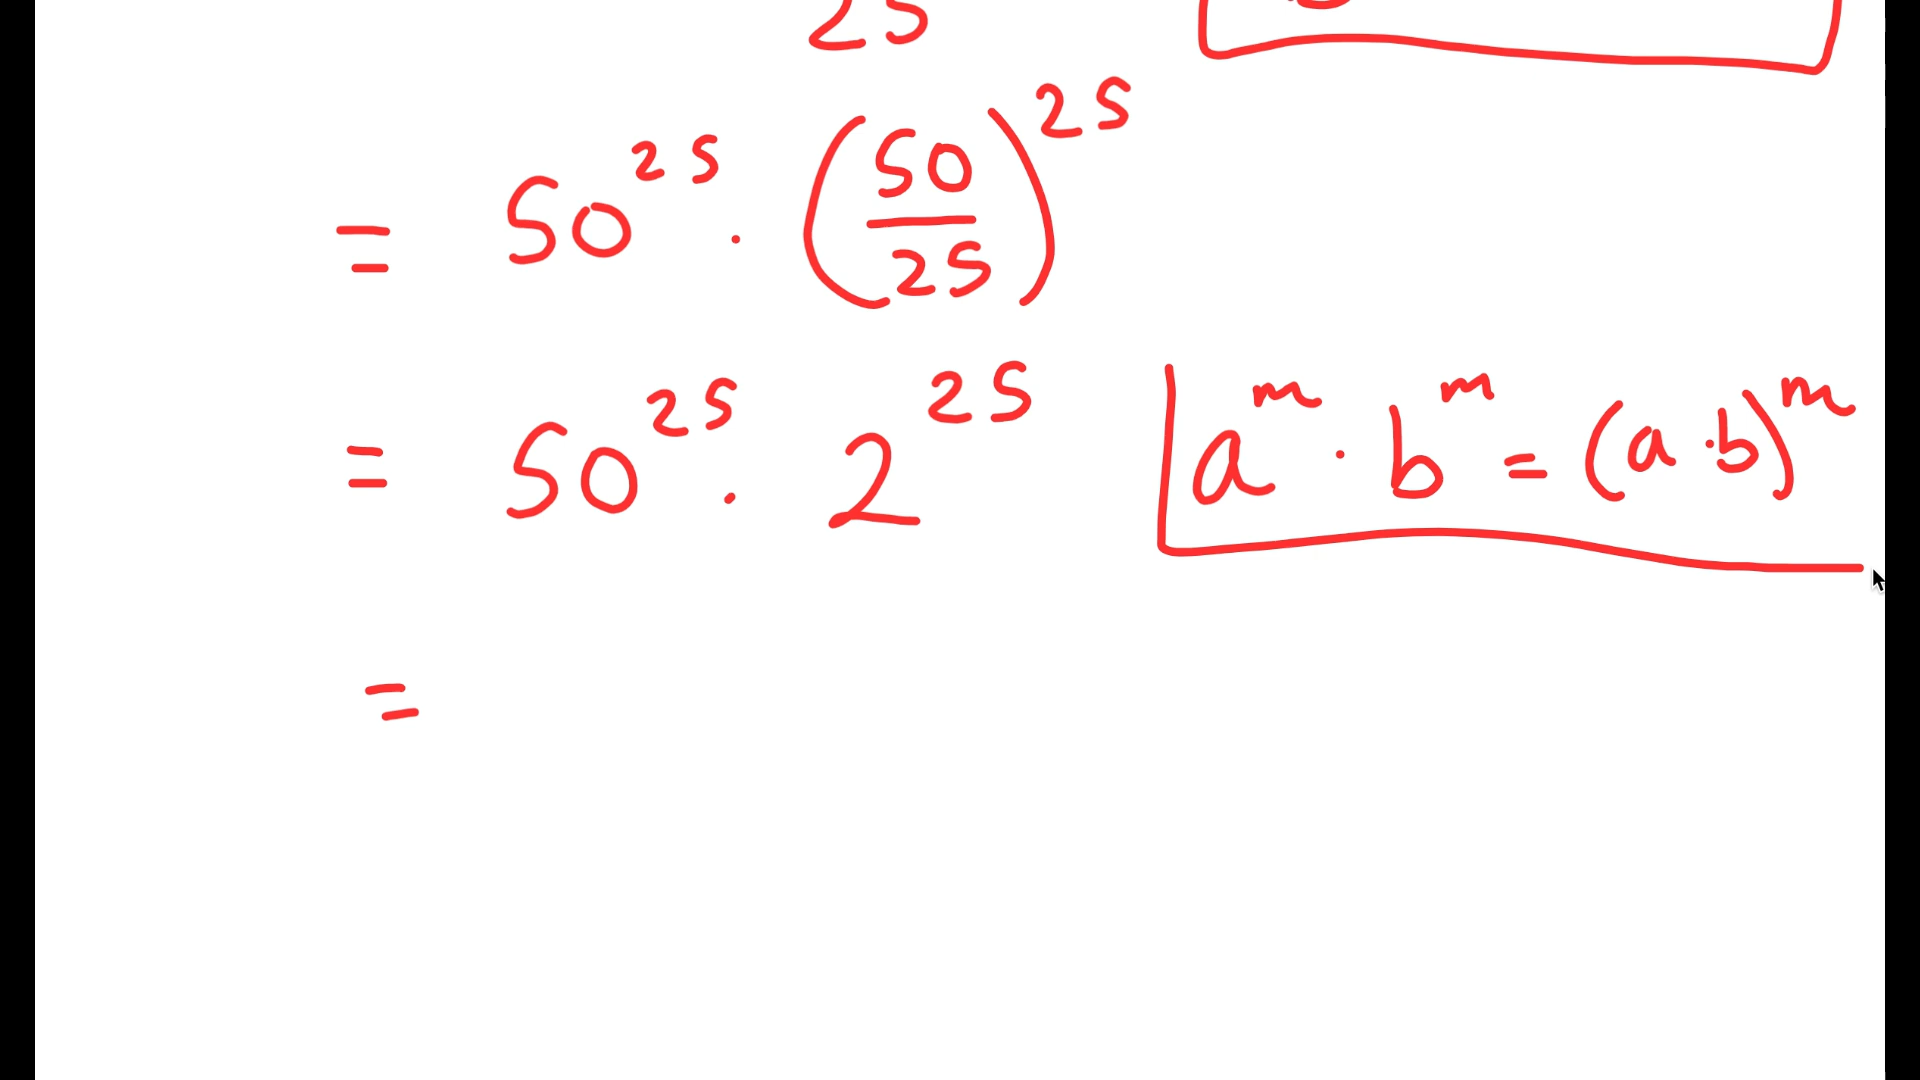 25
= 50^25 · (50/25)^25
= 50^25 · 2^25
a^m · b^m = (a·b)^m
=